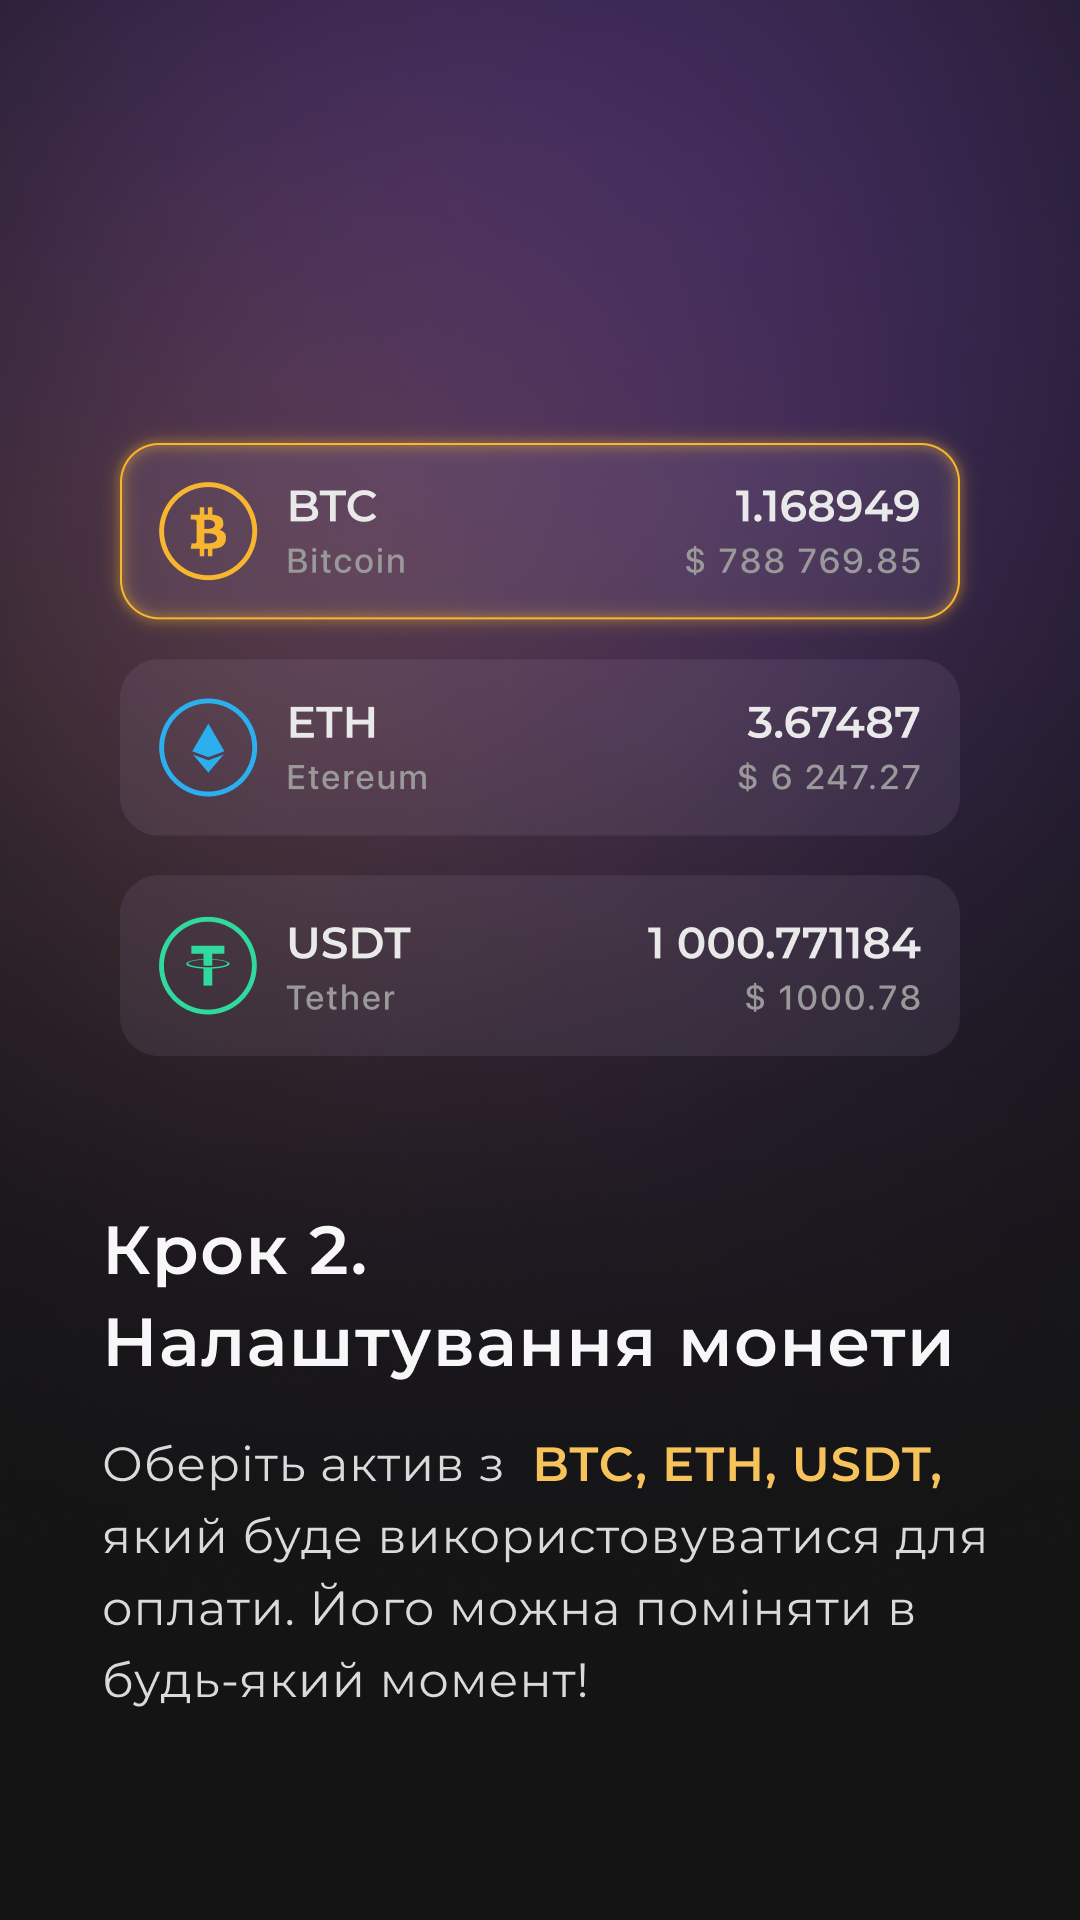 BTC 1.168949
Bitcoin $ 788 769.85
ETH 3.67487
Etereum $ 6 247.27
USDT 1 000.771184
Tether $ 1000.78
Крок 2.
Налаштування монети
Оберіть актив з BTC, ETH, USDT,
який буде використовуватися для
оплати. Його можна поміняти в
будь-який момент!